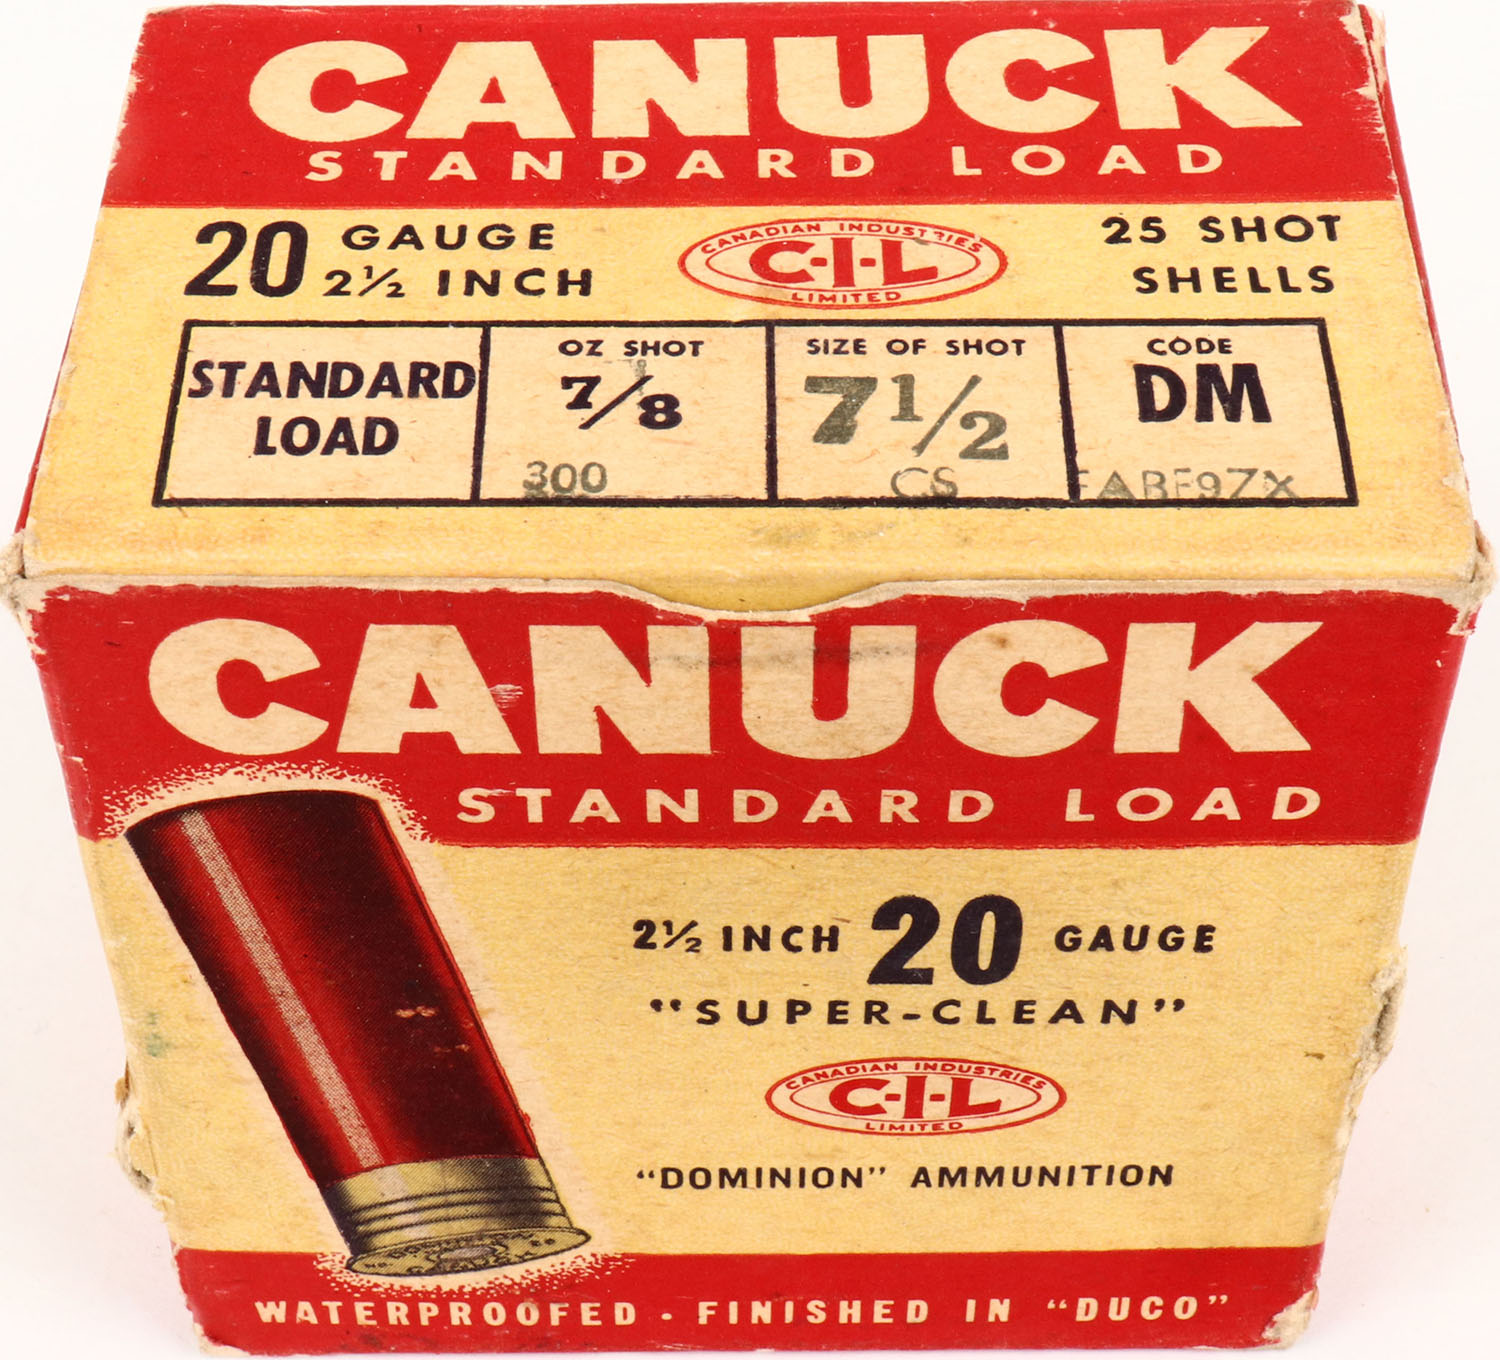 CANUCK
STANDARD LOAD
20 GAUGE
2½ INCH
CANADIAN INDUSTRIES
C-I-L
LIMITED
25 SHOT
SHELLS
STANDARD
LOAD
OZ SHOT
7/8
300
SIZE OF SHOT
7 1/2
CS
CODE
DM
CANUCK
STANDARD LOAD
2½ INCH 20 GAUGE
"SUPER-CLEAN"
CANADIAN INDUSTRIES
C-I-L
LIMITED
"DOMINION" AMMUNITION
WATERPROOFED · FINISHED IN "DUCO"